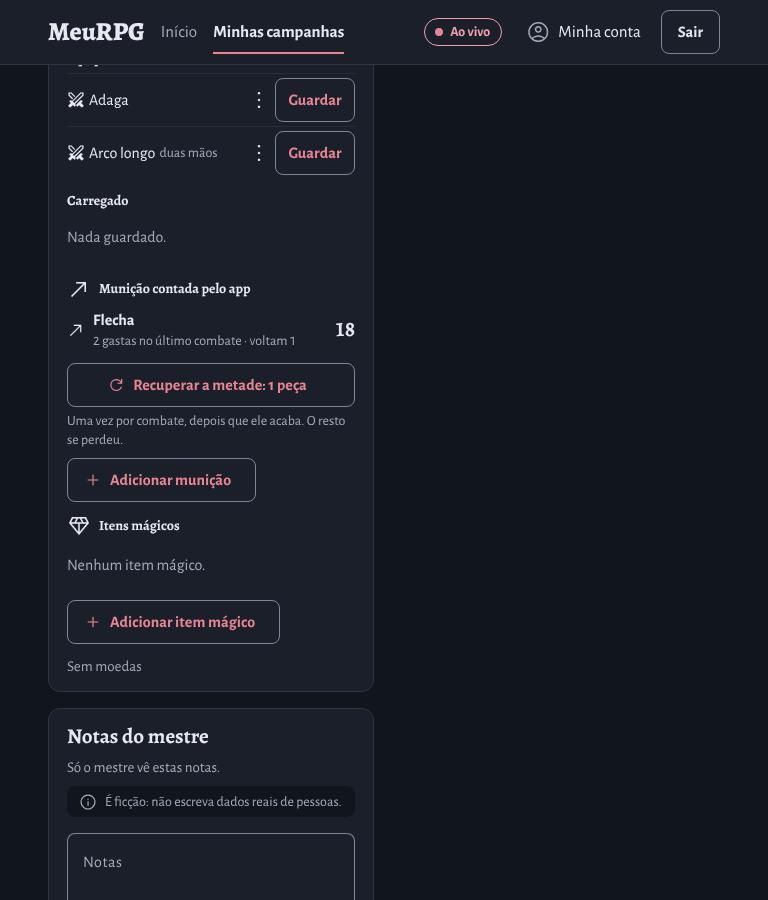 MeuRPG Início Minhas campanhas Ao vivo Minha conta Sair
Adaga Guardar
Arco longo duas mãos Guardar
Carregado
Nada guardado.
Munição contada pelo app
Flecha
2 gastas no último combate · voltam 1
18
Recuperar a metade: 1 peça
Uma vez por combate, depois que ele acaba. O resto
se perdeu.
+ Adicionar munição
Itens mágicos
Nenhum item mágico.
+ Adicionar item mágico
Sem moedas
Notas do mestre
Só o mestre vê estas notas.
É ficção: não escreva dados reais de pessoas.
Notas